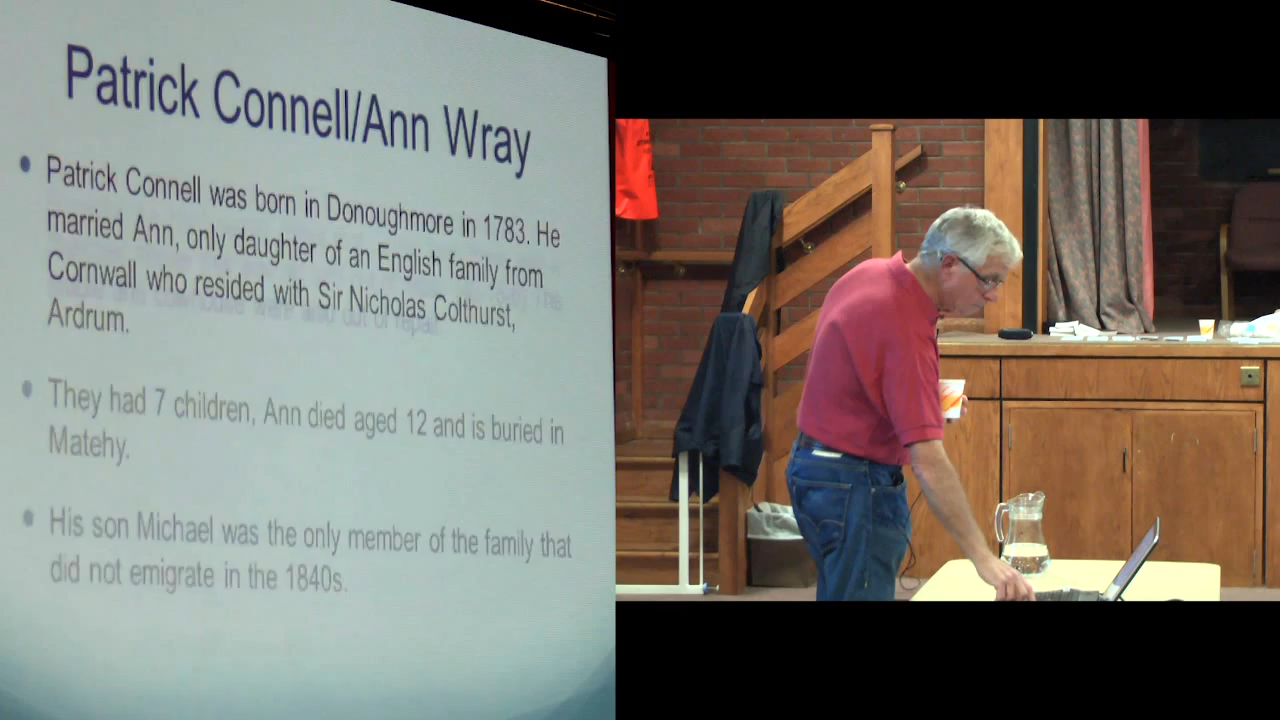 Patrick Connell/Ann Wray
• Patrick Connell was born in Donoughmore in 1783. He
married Ann, only daughter of an English family from
Cornwall who resided with Sir Nicholas Colthurst,
Ardrum.
• They had 7 children, Ann died aged 12 and is buried in
Matehy.
• His son Michael was the only member of the family that
did not emigrate in the 1840s.